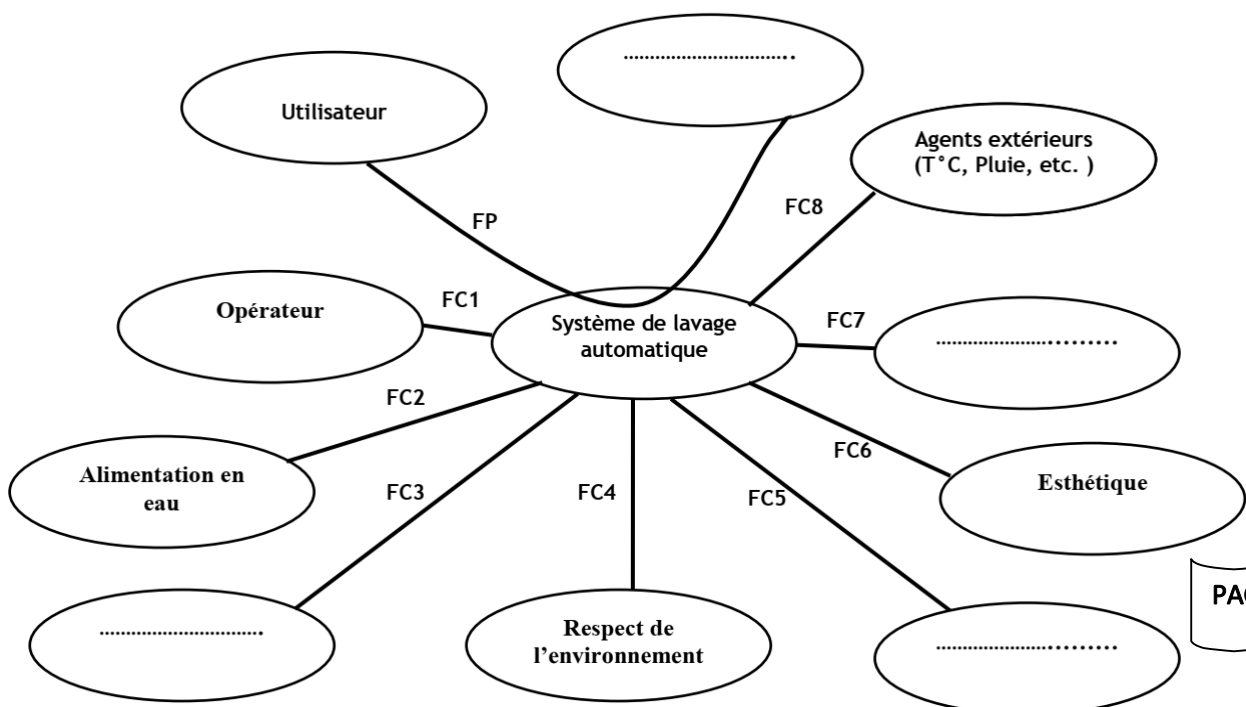 ...............................
Utilisateur
Agents extérieurs
(T°C, Pluie, etc. )
FC8
FP
Opérateur
FC1
Système de lavage
automatique
FC7
...............................
FC2
Alimentation en
eau
FC3
FC4
FC5
FC6
Esthétique
...............................
Respect de
l’environnement
...............................